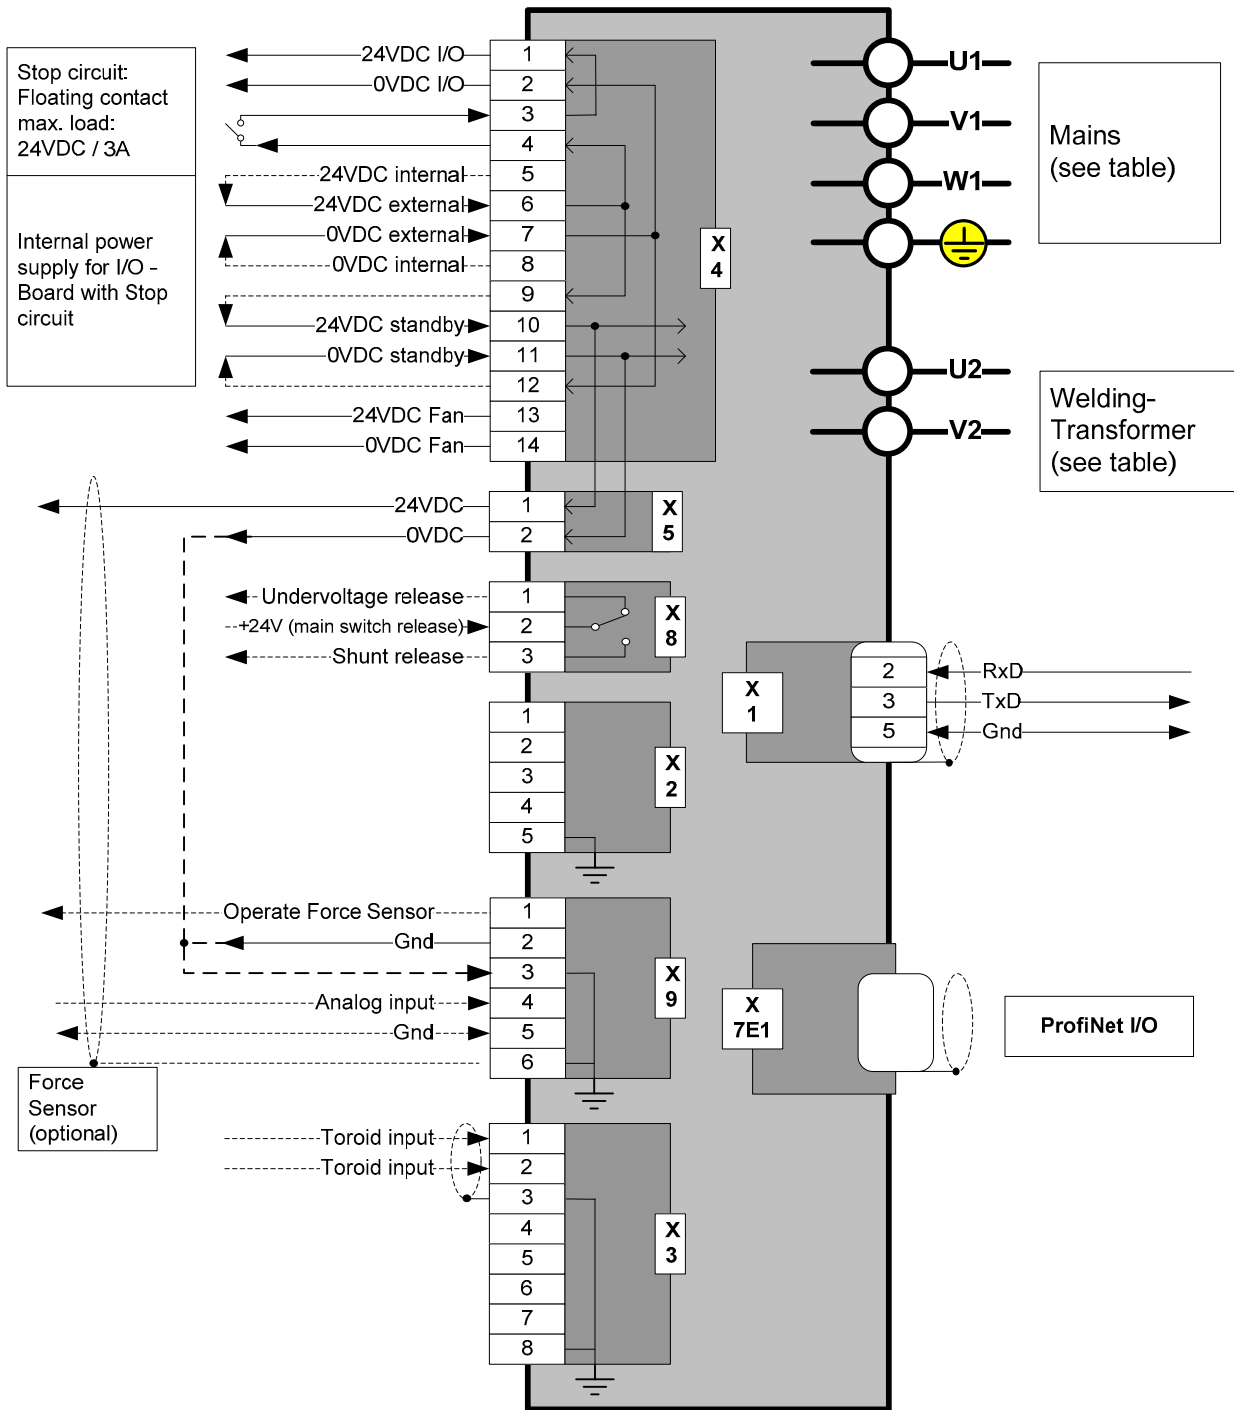 Stop circuit:
Floating contact
max. load:
24VDC / 3A
Internal power
supply for I/O -
Board with Stop
circuit
24VDC I/O 1
0VDC I/O 2
3
4
24VDC internal 5
24VDC external 6
0VDC external 7
0VDC internal 8
9
24VDC standby 10
0VDC standby 11
12
24VDC Fan 13
0VDC Fan 14
X
4
24VDC 1
0VDC 2
X
5
Undervoltage release 1
+24V (main switch release) 2
Shunt release 3
X
8
1
2
3
4
5
X
2
Operate Force Sensor 1
Gnd 2
3
Analog input 4
Gnd 5
6
X
9
Force
Sensor
(optional)
Toroid input 1
Toroid input 2
3
4
5
6
7
8
X
3
U1
V1
W1
Mains
(see table)
U2
V2
Welding-
Transformer
(see table)
X
1
2 RxD
3 TxD
5 Gnd
X
7E1
ProfiNet I/O